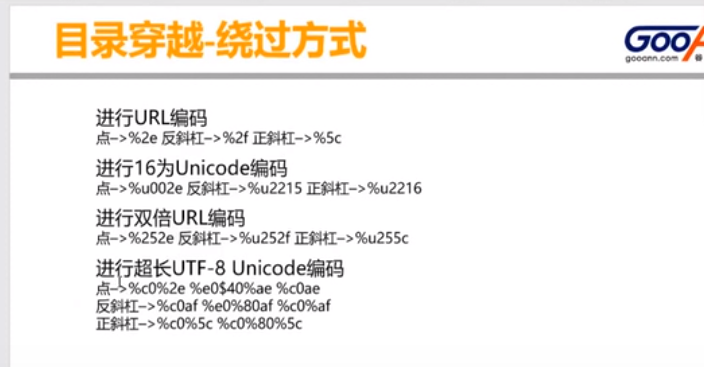 目录穿越-绕过方式
GOO
gooann.com
进行URL编码
点–>%2e 反斜杠–>%2f 正斜杠–>%5c
进行16为Unicode编码
点–>%u002e 反斜杠–>%u2215 正斜杠–>%u2216
进行双倍URL编码
点–>%252e 反斜杠–>%u252f 正斜杠–>%u255c
进行超长UTF-8 Unicode编码
点–>%c0%2e %e0$40%ae %c0ae
反斜杠–>%c0af %e0%80af %c0%af
正斜杠–>%c0%5c %c0%80%5c